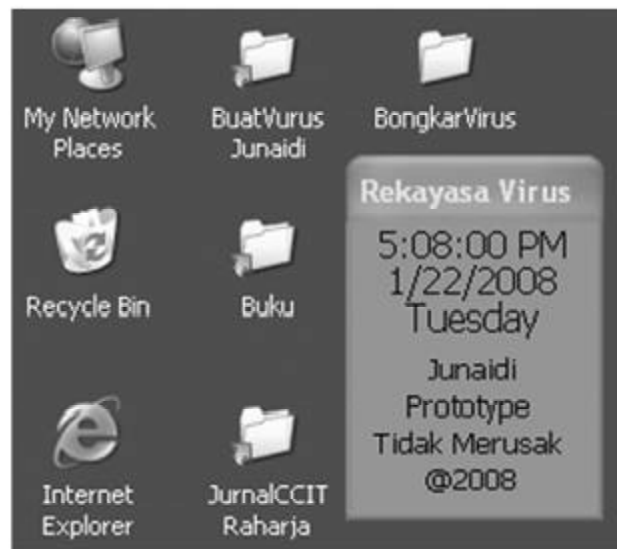 My Network
Places
BuatVurus
Junaidi
BongkarVirus
Recycle Bin
Buku
Internet
Explorer
JurnalCCIT
Raharja
Rekayasa Virus
5:08:00 PM
1/22/2008
Tuesday
Junaidi
Prototype
Tidak Merusak
@2008